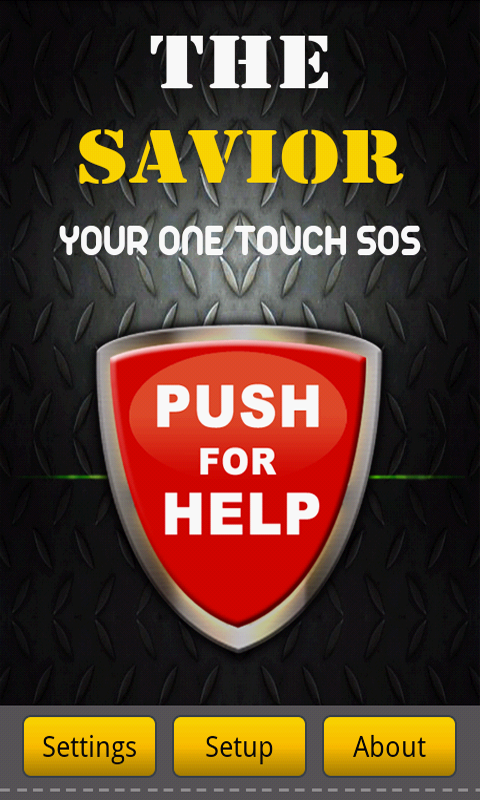 THE
SAVIOR
YOUR ONE TOUCH SOS
PUSH
FOR
HELP
Settings Setup About